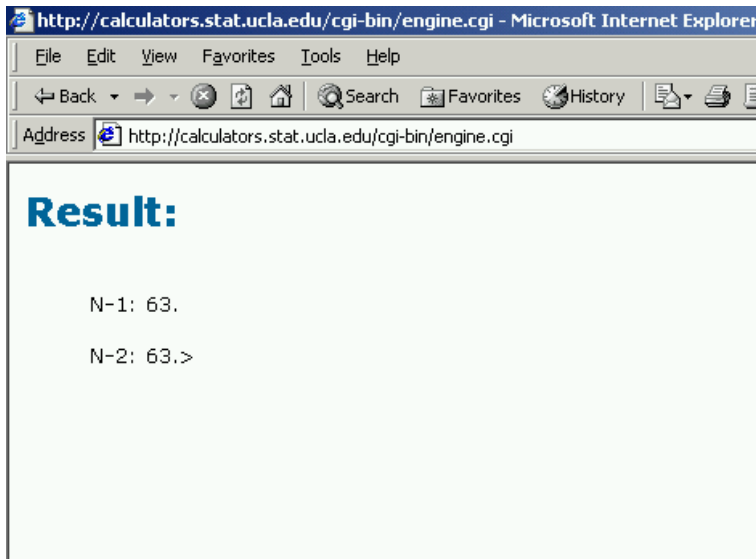 http://calculators.stat.ucla.edu/cgi-bin/engine.cgi - Microsoft Internet Explorer
File Edit View Favorites Tools Help
Back Search Favorites History
Address http://calculators.stat.ucla.edu/cgi-bin/engine.cgi
Result:
N-1: 63.
N-2: 63.>